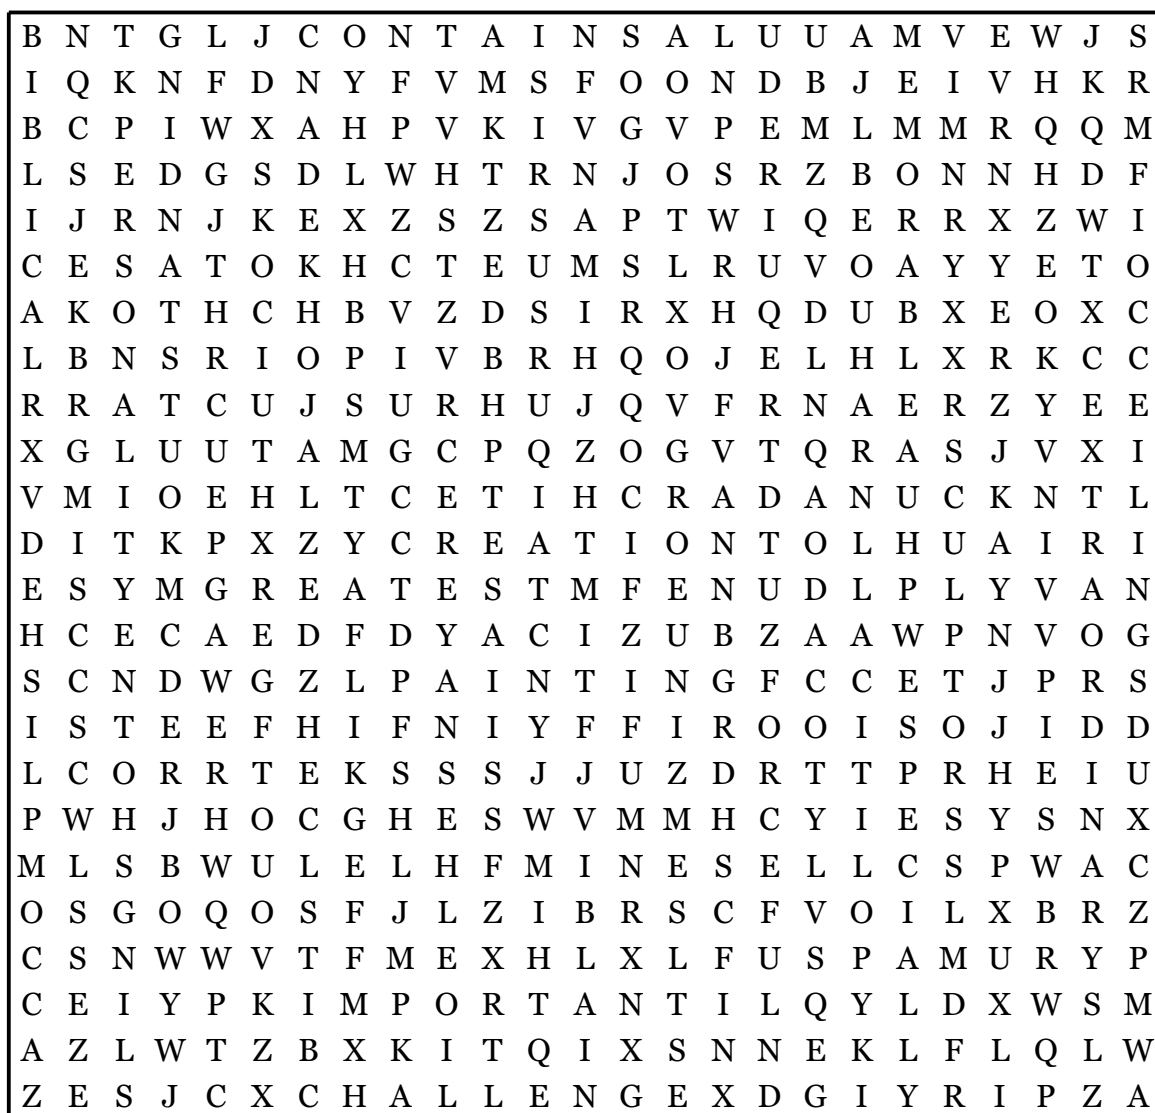 B N T G L J C O N T A I N S A L U U A M V E W J S
I Q K N F D N Y F V M S F O O N D B J E I V H K R
B C P I W X A H P V K I V G V P E M L M M R Q Q M
L S E D G S D L W H T R N J O S R Z B O N N H D F
I J R N J K E X Z S Z S A P T W I Q E R R X Z W I
C E S A T O K H C T E U M S L R U V O A Y Y E T O
A K O T H C H B V Z D S I R X H Q D U B X E O X C
L B N S R I O P I V B R H Q O J E L H L X R K C C
R R A T C U J S U R H U J Q V F R N A E R Z Y E E
X G L U U T A M G C P Q Z O G V T Q R A S J V X I
V M I O E H L T C E T I H C R A D A N U C K N T L
D I T K P X Z Y C R E A T I O N T O L H U A I R I
E S Y M G R E A T E S T M F E N U D L P L Y V A N
H C E C A E D F D Y A C I Z U B Z A A W P N V O G
S C N D W G Z L P A I N T I N G F C C E T J P R S
I S T E E F H I F N I Y F F I R O O I S O J I D D
L C O R R T E K S S S J J U Z D R T T P R H E I U
P W H J H O C G H E S W V M M H C Y I E S Y S N X
M L S B W U L E L H F M I N E S E L L C S P W A C
O S G O Q O S F J L Z I B R S C F V O I L X B R Z
C S N W W V T F M E X H L X L F U S P A M U R Y P
C E I Y P K I M P O R T A N T I L Q Y L D X W S M
A Z L W T Z B X K I T Q I X S N N E K L F L Q L W
Z E S J C X C H A L L E N G E X D G I Y R I P Z A